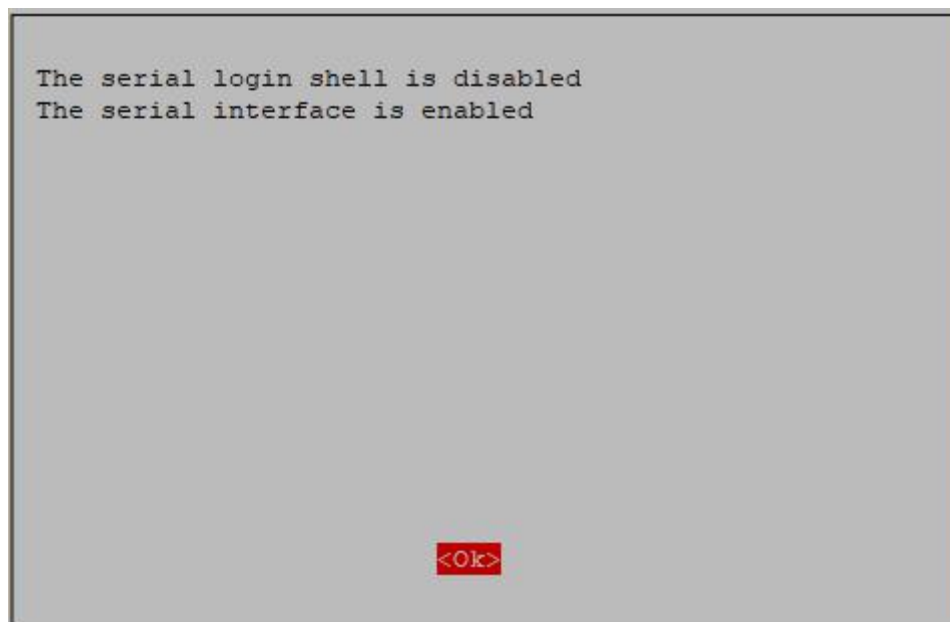 The serial login shell is disabled
The serial interface is enabled
<Ok>